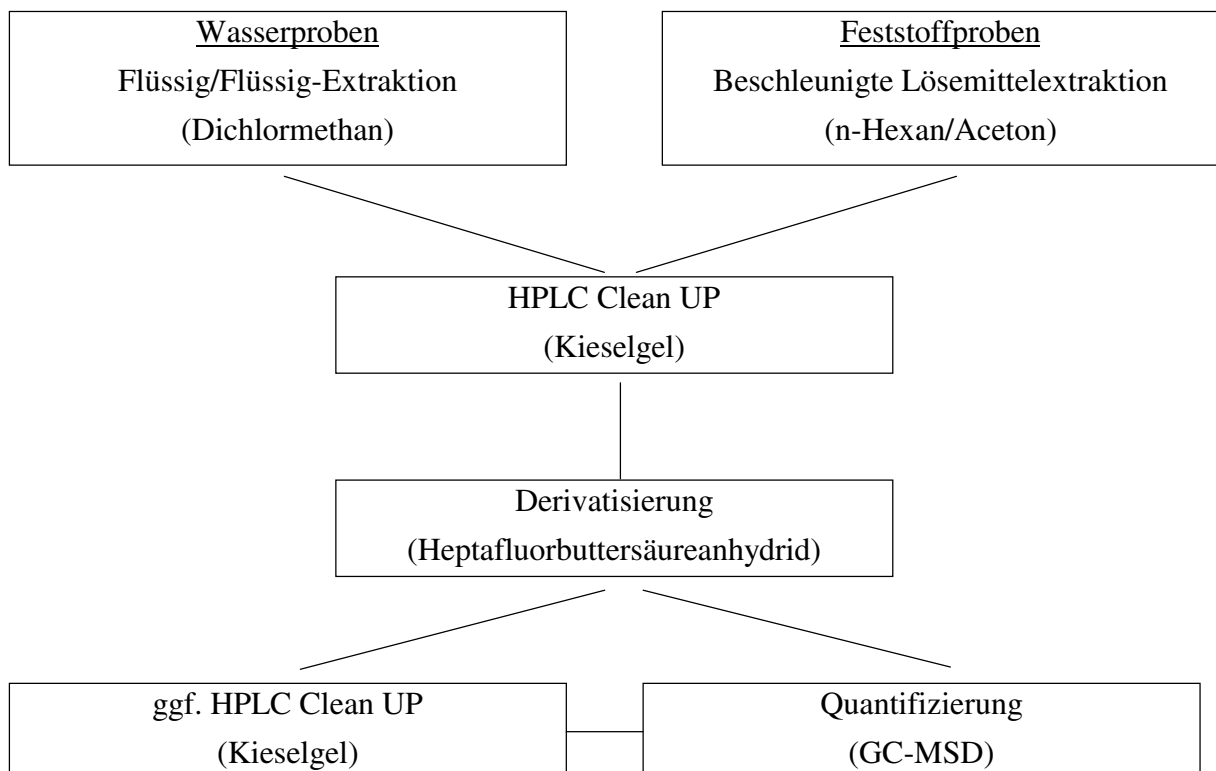 Wasserproben
Flüssig/Flüssig-Extraktion
(Dichlormethan)
Feststoffproben
Beschleunigte Lösemittelextraktion
(n-Hexan/Aceton)
HPLC Clean UP
(Kieselgel)
Derivatisierung
(Heptafluorbuttersäureanhydrid)
ggf. HPLC Clean UP
(Kieselgel)
Quantifizierung
(GC-MSD)